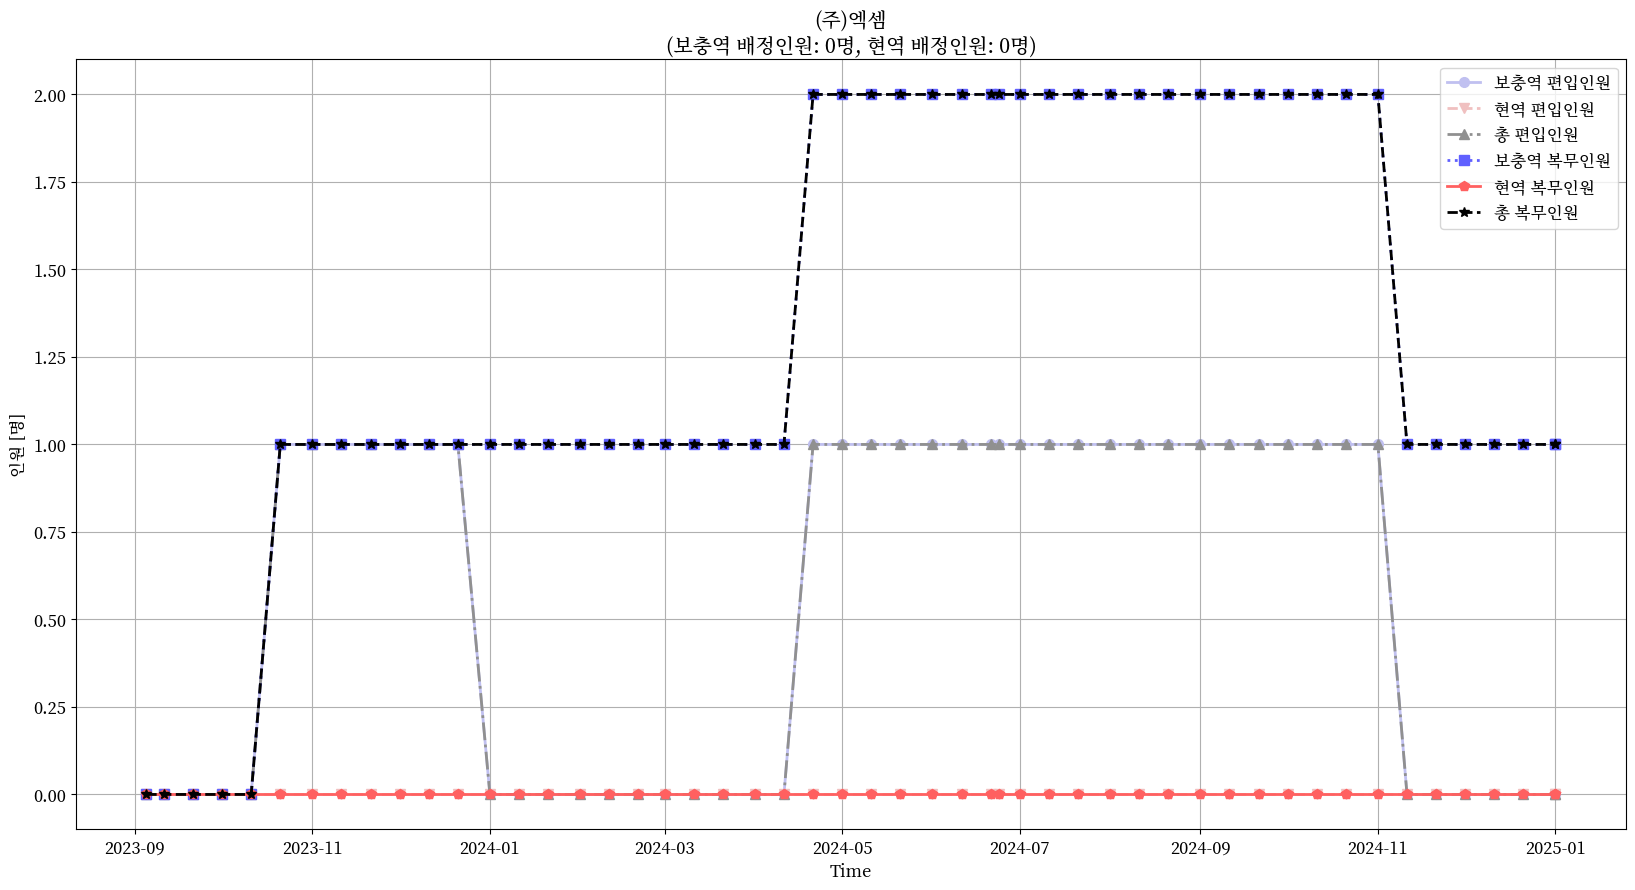 (주)엑셈
(보충역 배정인원: 0명, 현역 배정인원: 0명)
보충역 편입인원
현역 편입인원
총 편입인원
보충역 복무인원
현역 복무인원
총 복무인원
인원 [명]
2.00
1.75
1.50
1.25
1.00
0.75
0.50
0.25
0.00
2023-09
2023-11
2024-01
2024-03
2024-05
2024-07
2024-09
2024-11
2025-01
Time